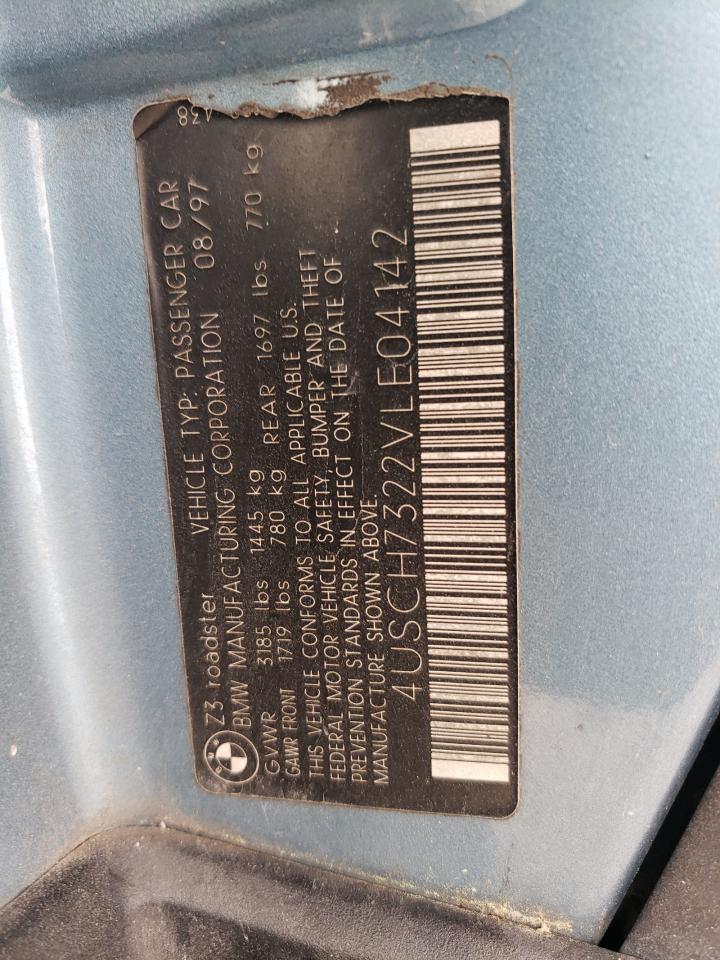 Z3 roadster VEHICLE TYP: PASSENGER CAR
BMW MANUFACTURING CORPORATION 08/97
GVWR 3185 lbs 1445 kg
GAWR FRONT 1719 lbs 780 kg REAR 1697 lbs 770 kg
THIS VEHICLE CONFORMS TO ALL APPLICABLE U.S.
FEDERAL MOTOR VEHICLE SAFETY, BUMPER AND THEFT
PREVENTION STANDARDS IN EFFECT ON THE DATE OF
MANUFACTURE SHOWN ABOVE.
4USCH7322VLE04142